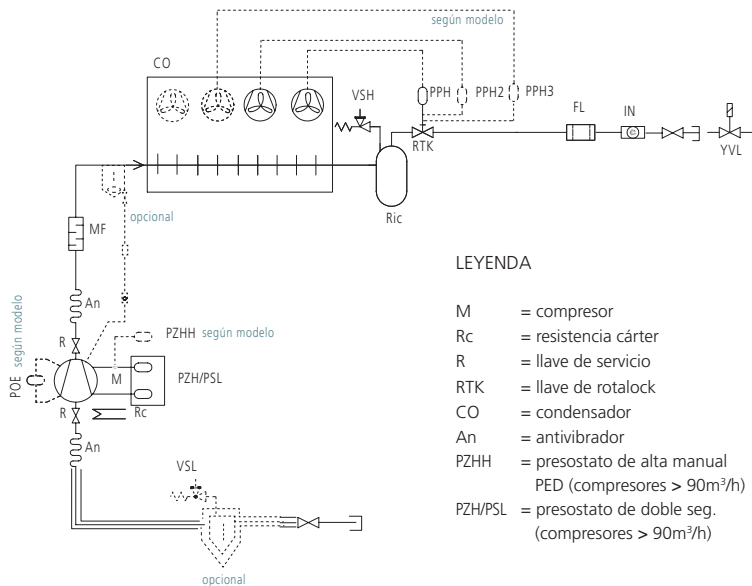 según modelo
CO
VSH
PPH
PPH2
PPH3
FL
IN
RTK
YVL
Ric
opcional
MF
An
según modelo
POE
R
PZHH según modelo
M
PZH/PSL
R
Rc
An
VSL
opcional
LEYENDA
M = compresor
Rc = resistencia cárter
R = llave de servicio
RTK = llave de rotalock
CO = condensador
An = antivibrador
PZHH = presostato de alta manual
PED (compresores > 90m³/h)
PZH/PSL = presostato de doble seg.
(compresores > 90m³/h)